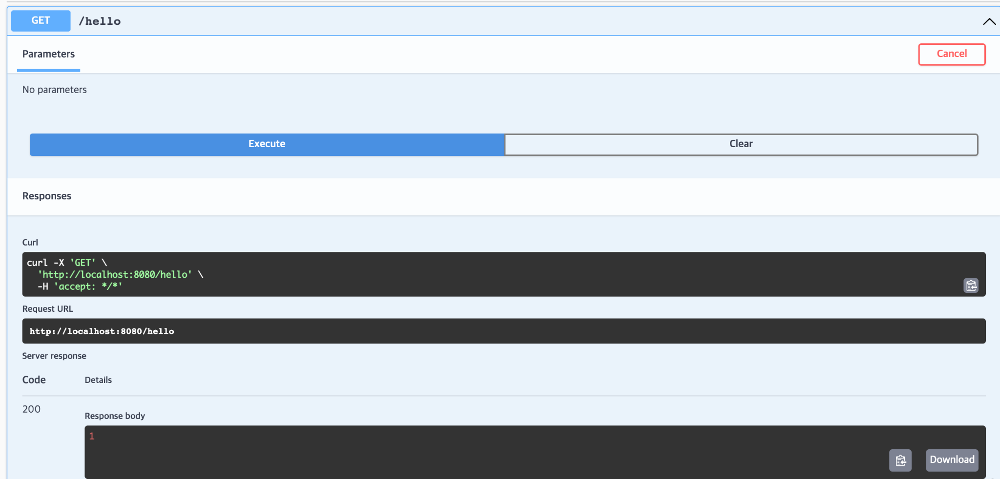 GET /hello
Parameters
Cancel
No parameters
Execute
Clear
Responses
Curl
curl -X 'GET' \
  'http://localhost:8080/hello' \
  -H 'accept: */*'
Request URL
http://localhost:8080/hello
Server response
Code Details
200
Response body
1
Download